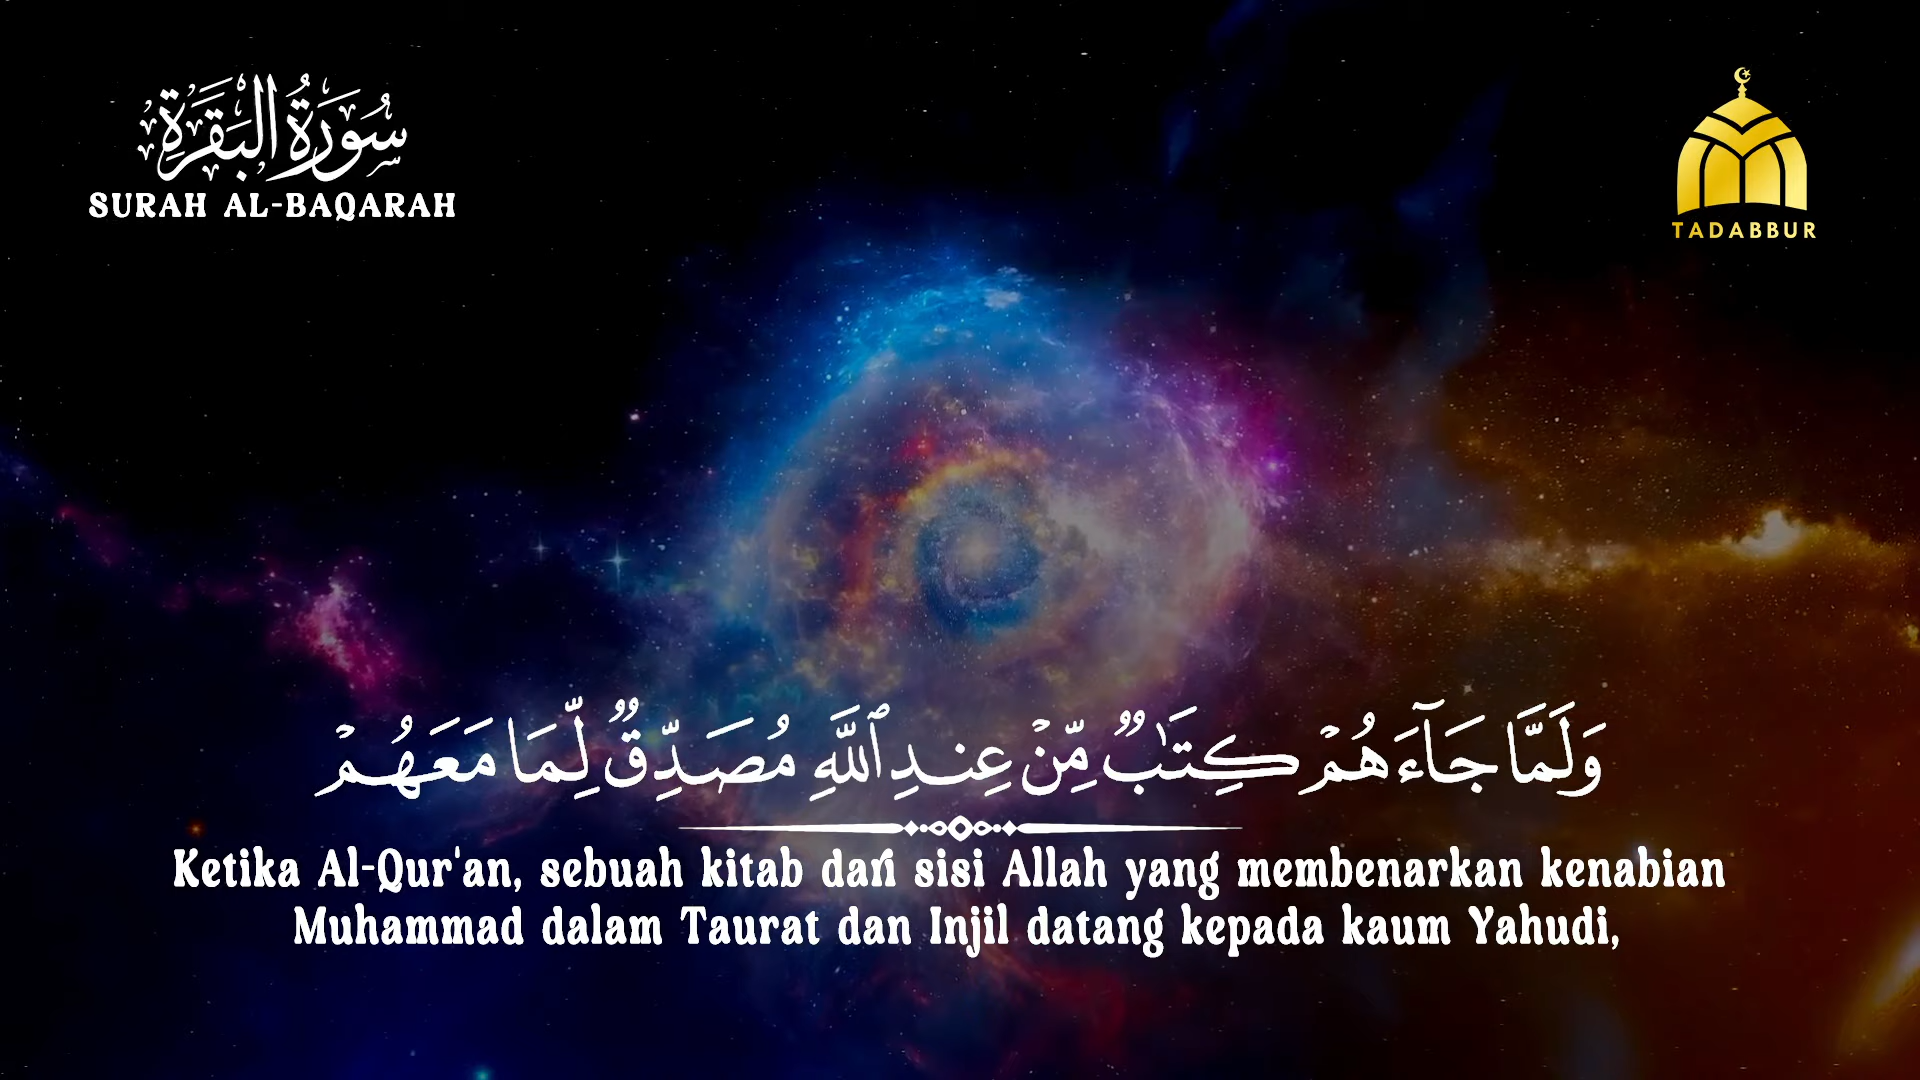 سُورَةُ الْبَقَرَةِ
SURAH AL-BAQARAH
TADABBUR
وَلَمَّا جَآءَهُمْ كِتَٰبٌ مِّنْ عِندِ ٱللَّهِ مُصَدِّقٌ لِّمَا مَعَهُمْ
Ketika Al-Qur'an, sebuah kitab dari sisi Allah yang membenarkan kenabian
Muhammad dalam Taurat dan Injil datang kepada kaum Yahudi,